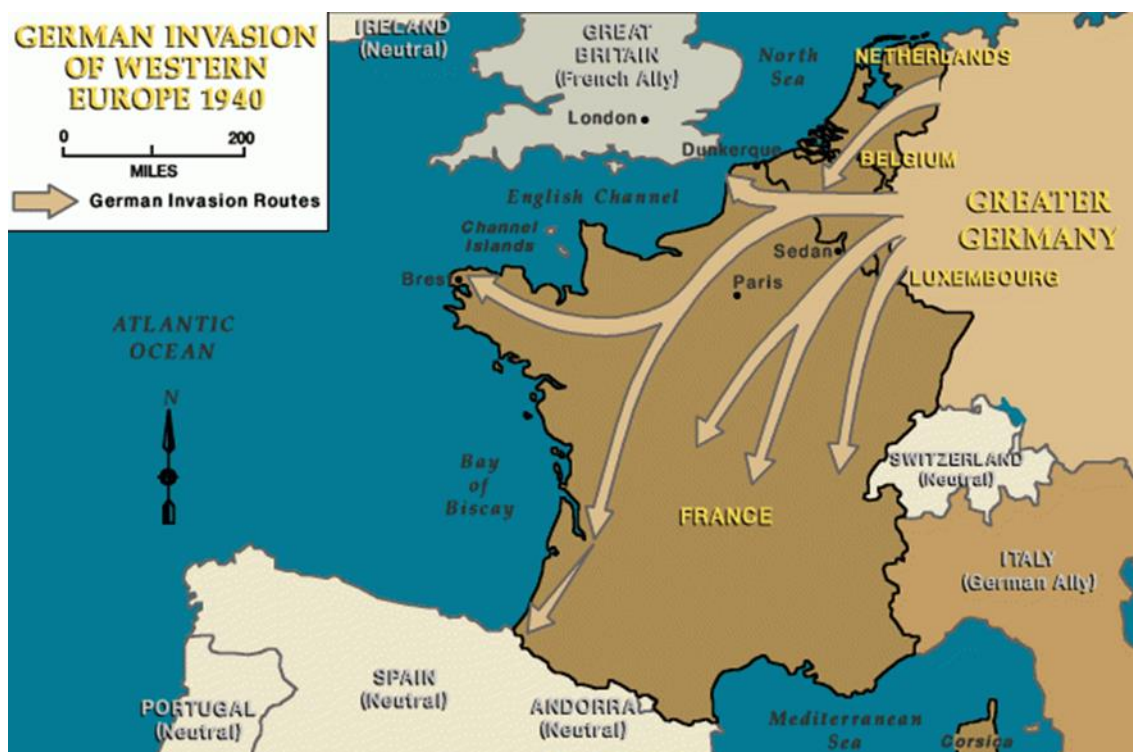 GERMAN INVASION
OF WESTERN
EUROPE 1940
0 200
MILES
German Invasion Routes
IRELAND
(Neutral)
GREAT
BRITAIN
(French Ally)
London
North
Sea
NETHERLANDS
Dunkerque
BELGIUM
English Channel
GREATER
GERMANY
Channel
Islands
Sedan
LUXEMBOURG
Brest
Paris
ATLANTIC
OCEAN
N
Bay
of
Biscay
SWITZERLAND
(Neutral)
FRANCE
ITALY
(German Ally)
SPAIN
(Neutral)
PORTUGAL
(Neutral)
ANDORRA
(Neutral)
Mediterranean
Sea
Corsica